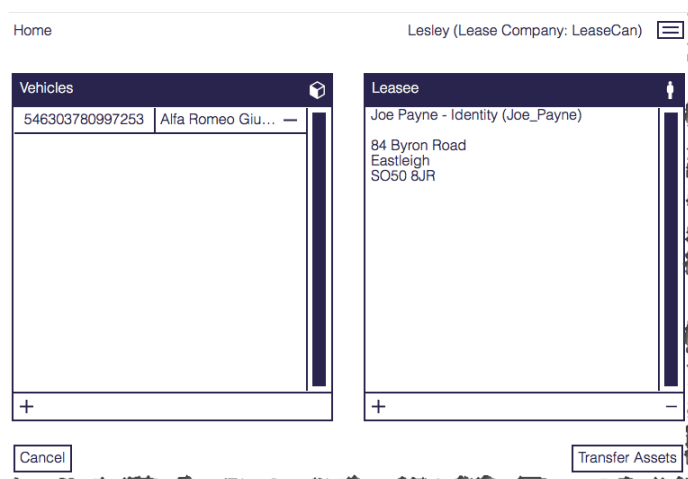 Home
Lesley (Lease Company: LeaseCan)
Vehicles
546303780997253 Alfa Romeo Giu... —
+
Leasee
Joe Payne - Identity (Joe_Payne)
84 Byron Road
Eastleigh
SO50 8JR
+ −
Cancel
Transfer Assets